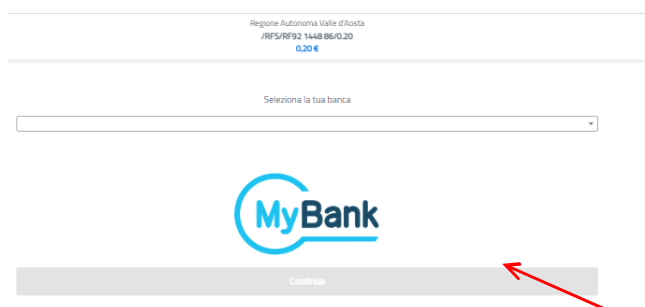 Regione Autonoma Valle d'Aosta
/RFS/RF92 1448 86/0.20
0,20 €
Seleziona la tua banca
MyBank
Continua